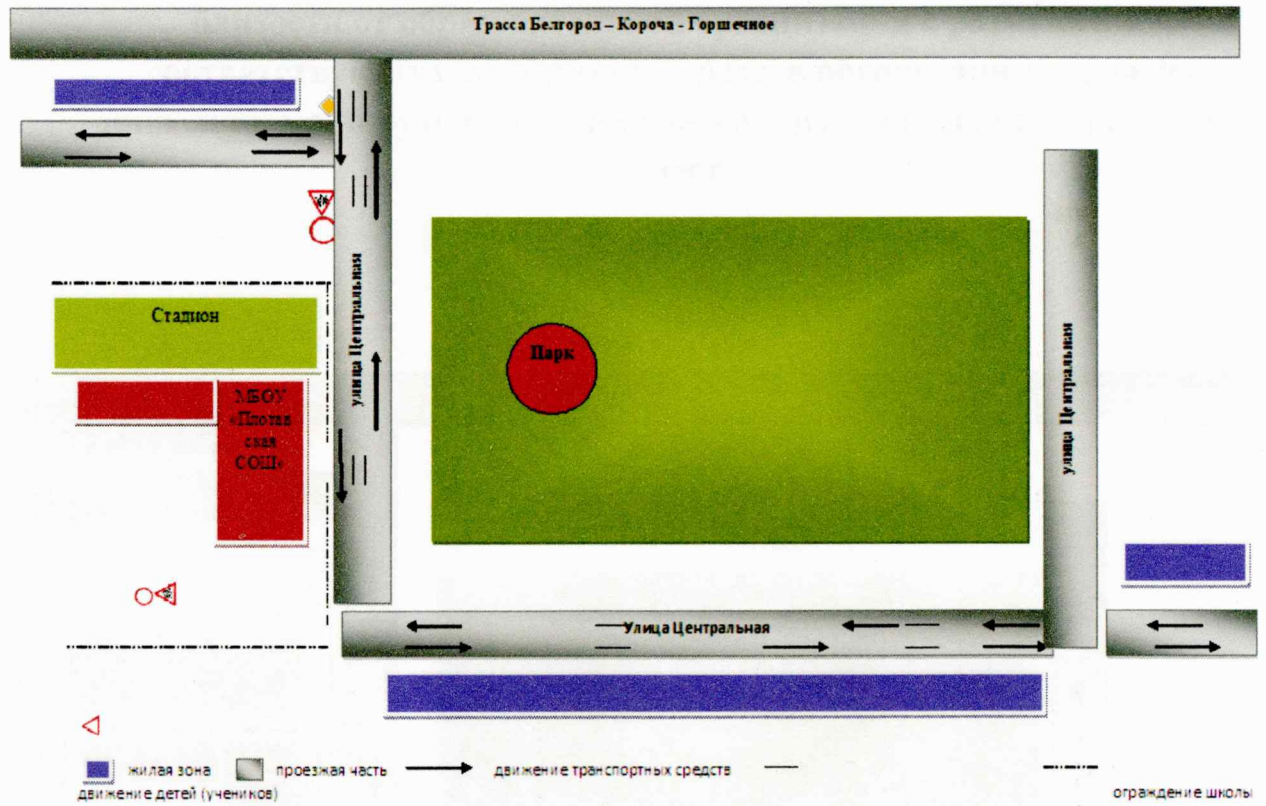 Трасса Белгород – Короча - Горшечное
улица Центральная
Стадион
Парк
МБОУ
«Плотав
ская
СОШ»
улица Центральная
Улица Центральная
жилая зона проезжая часть движение транспортных средств
движение детей (учеников) ограждение школы